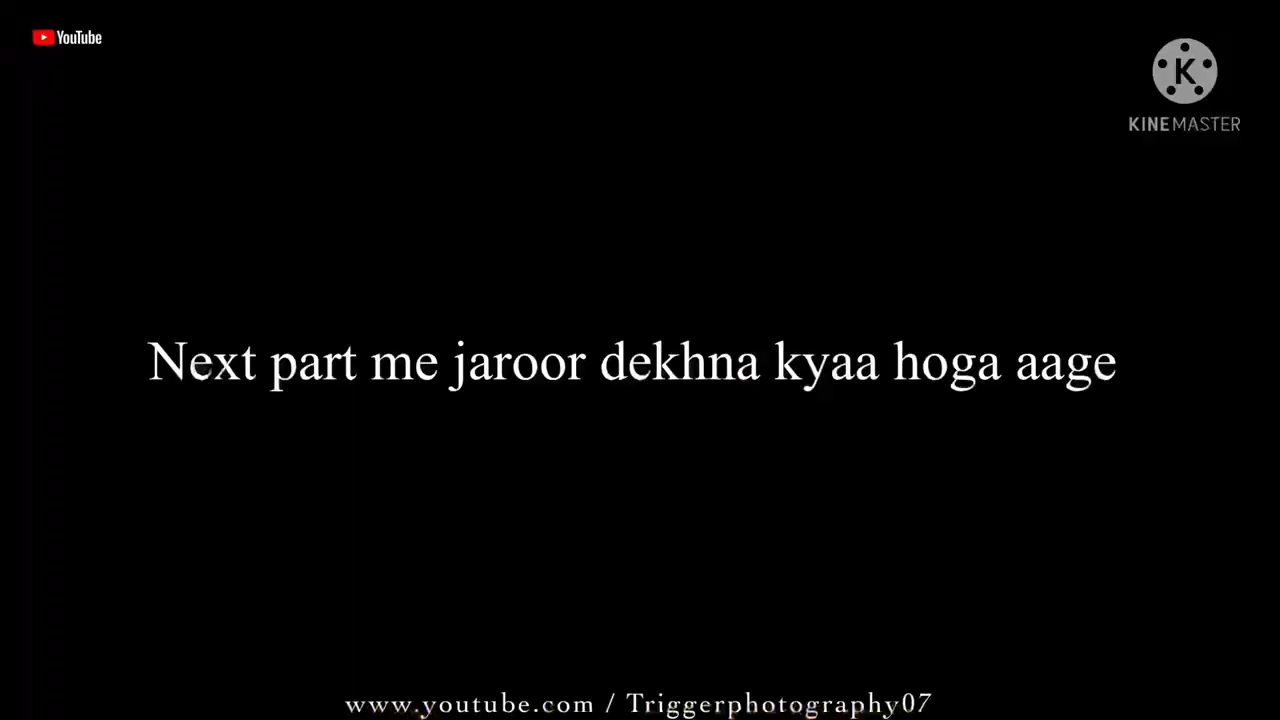 YouTube
K
KINEMASTER
Next part me jaroor dekhna kyaa hoga aage
www.youtube.com / Triggerphotography07